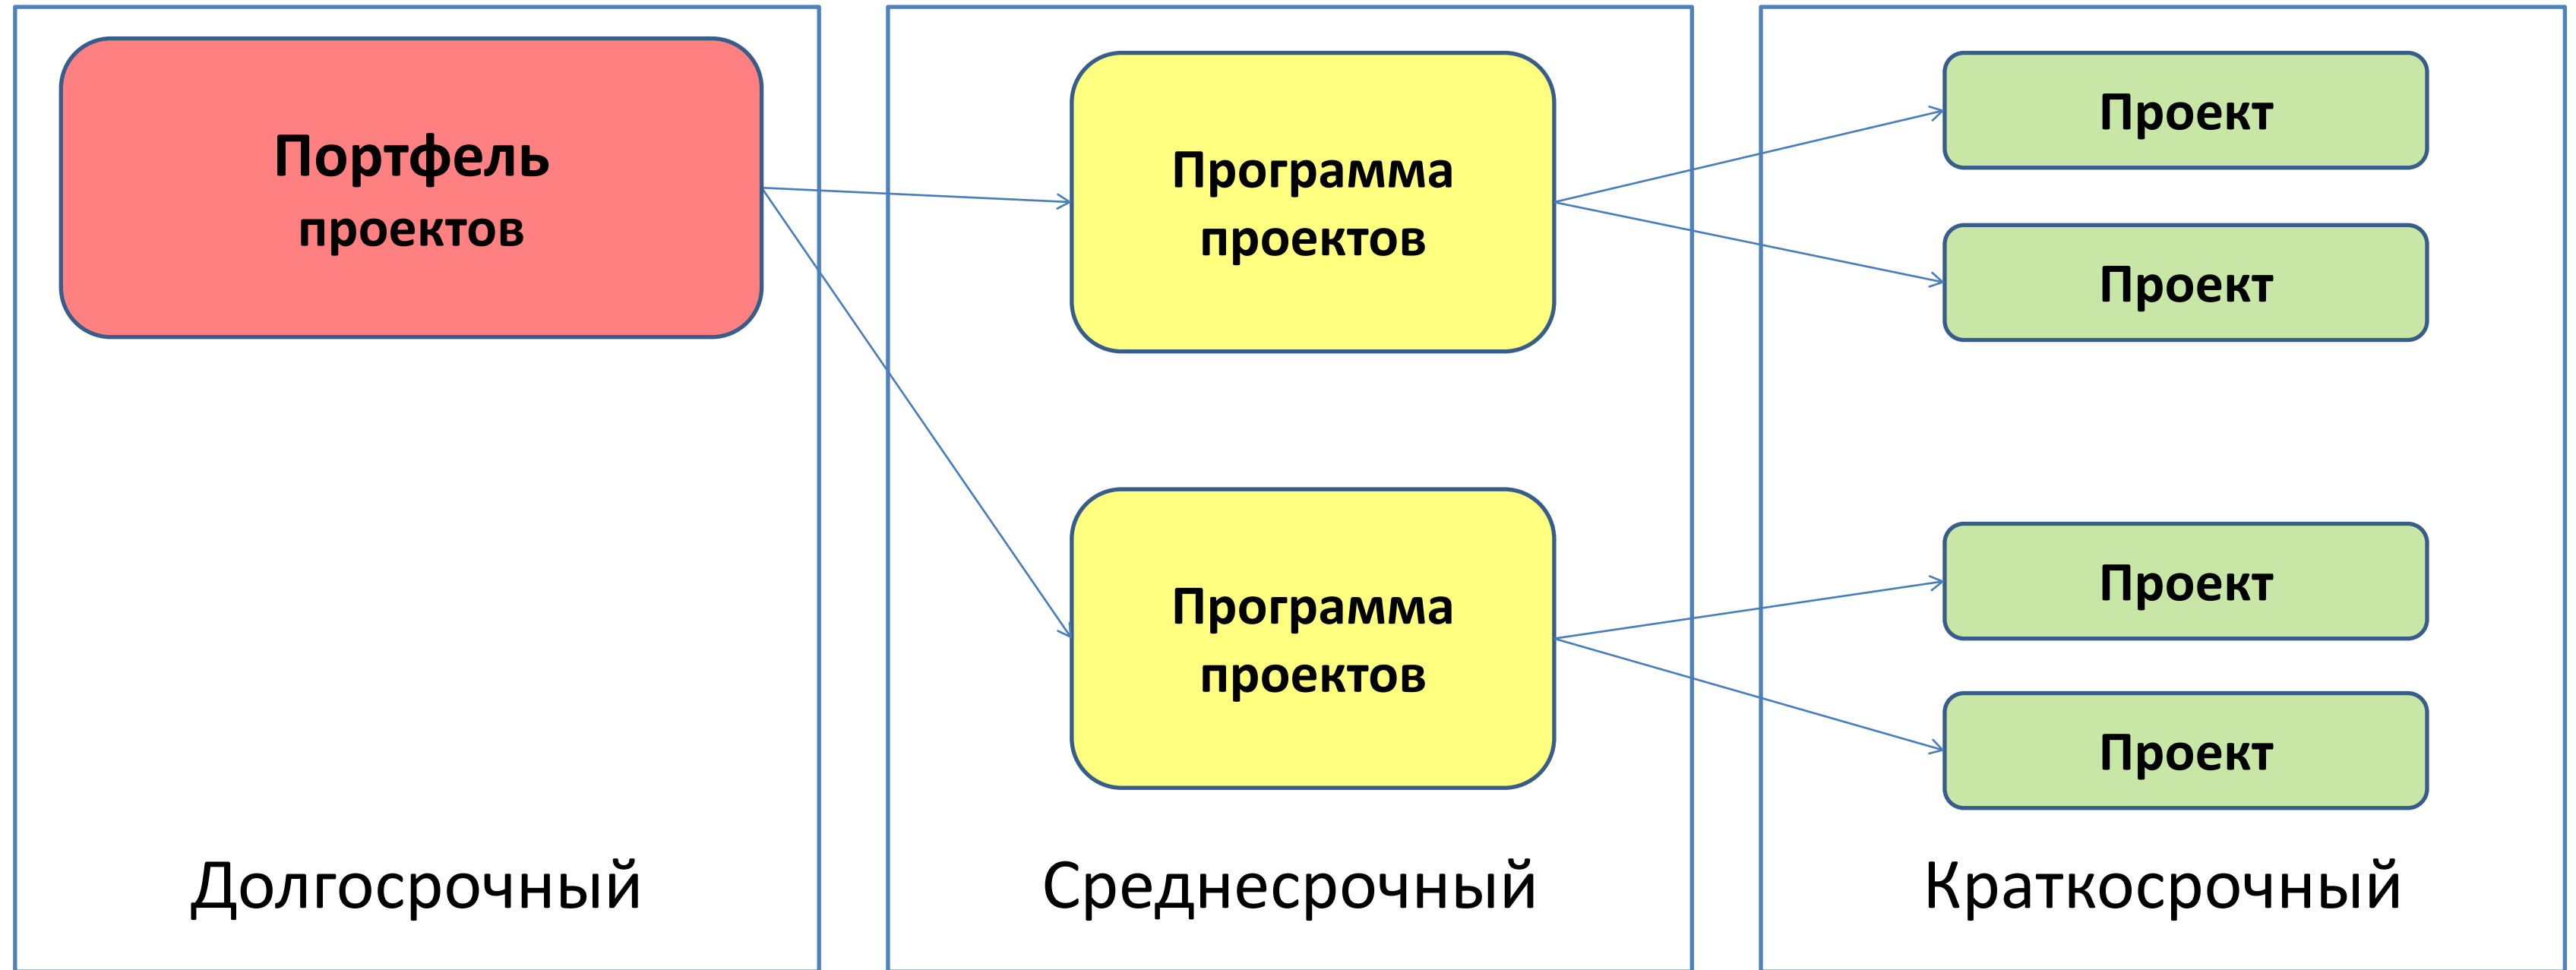 Портфель
проектов
Программа
проектов
Проект
Проект
Программа
проектов
Проект
Проект
Долгосрочный
Среднесрочный
Краткосрочный